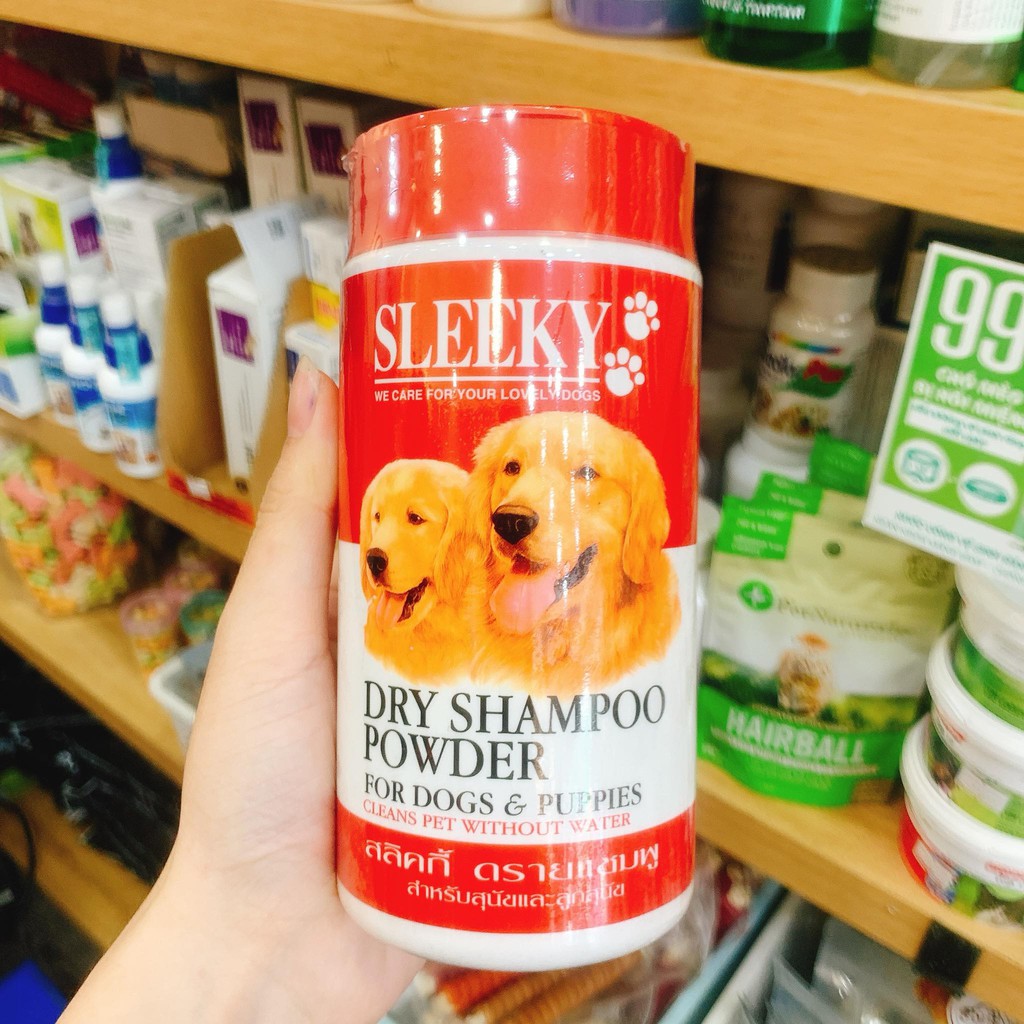 SLEEKY
WE CARE FOR YOUR LOVELY DOGS
DRY SHAMPOO
POWDER
FOR DOGS & PUPPIES
CLEANS PET WITHOUT WATER
สลิคกี้ ดรายแชมพู
สำหรับสุนัขและลูกสุนัข
99
CHÓ MÈO
HAIRBALL